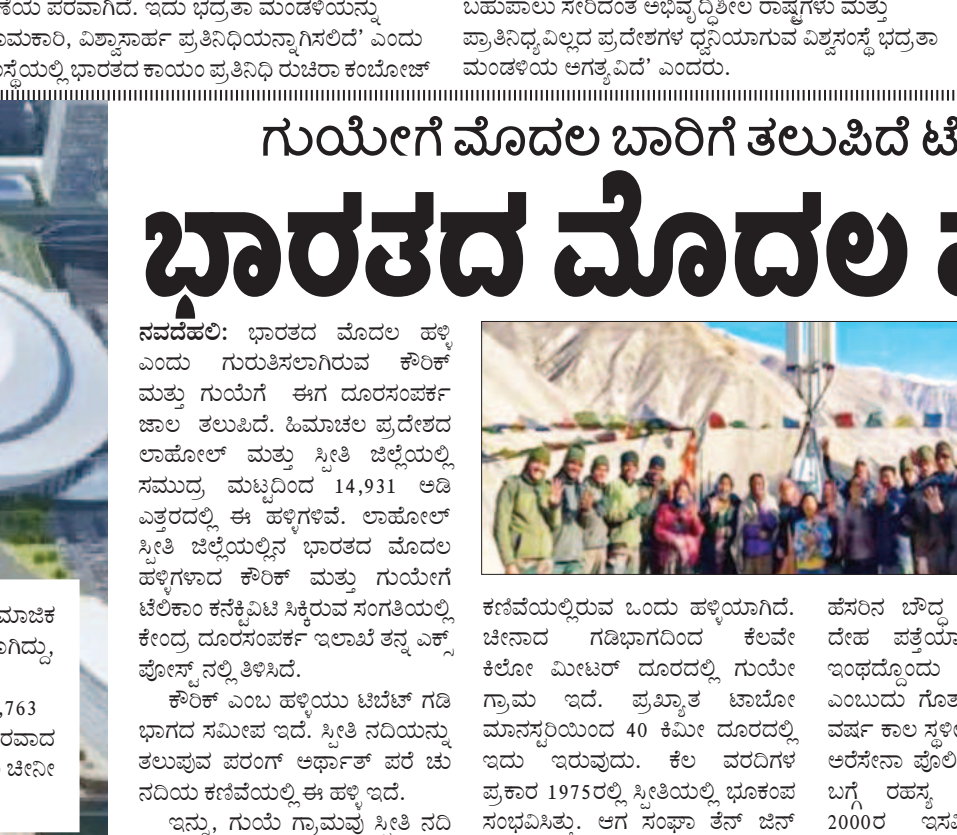 ಣೆಯ ಪರವಾಗಿದೆ. ಇದು ಭದ್ರತಾ ಮಂಡಳಿಯನ್ನು
ಾಮಕಾರಿ, ವಿಶ್ವಾಸಾರ್ಹ ಪ್ರತಿನಿಧಿಯನ್ನಾಗಿಸಲಿದೆ' ಎಂದು
ಸ್ಥೆಯಲ್ಲಿ ಭಾರತದ ಕಾಯಂ ಪ್ರತಿನಿಧಿ ರುಚಿರಾ ಕಂಬೋಜ್
ಬಹುಪಾಲು ಸೇರಿದಂತೆ ಅಭಿವೃದ್ಧಿಶೀಲ ರಾಷ್ಟ್ರಗಳು ಮತ್ತು
ಪ್ರಾತಿನಿಧ್ಯವಿಲ್ಲದ ಪ್ರದೇಶಗಳ ಧ್ವನಿಯಾಗುವ ವಿಶ್ವಸಂಸ್ಥೆ ಭದ್ರತಾ
ಮಂಡಳಿಯ ಅಗತ್ಯವಿದೆ' ಎಂದರು.
ಗುಯೇಗೆ ಮೊದಲ ಬಾರಿಗೆ ತಲುಪಿದೆ ಟೆ
ಭಾರತದ ಮೊದಲ
ನವದೆಹಲಿ: ಭಾರತದ ಮೊದಲ ಹಳ್ಳಿ
ಎಂದು ಗುರುತಿಸಲಾಗಿರುವ ಕೌರಿಕ್
ಮತ್ತು ಗುಯೆಗೆ ಈಗ ದೂರಸಂಪರ್ಕ
ಜಾಲ ತಲುಪಿದೆ. ಹಿಮಾಚಲ ಪ್ರದೇಶದ
ಲಾಹೋಲ್ ಮತ್ತು ಸ್ಪೀತಿ ಜಿಲ್ಲೆಯಲ್ಲಿ
ಸಮುದ್ರ ಮಟ್ಟದಿಂದ 14,931 ಅಡಿ
ಎತ್ತರದಲ್ಲಿ ಈ ಹಳ್ಳಿಗಳಿವೆ. ಲಾಹೋಲ್
ಸ್ಪೀತಿ ಜಿಲ್ಲೆಯಲ್ಲಿನ ಭಾರತದ ಮೊದಲ
ಹಳ್ಳಿಗಳಾದ ಕೌರಿಕ್ ಮತ್ತು ಗುಯೇಗೆ
ಟೆಲಿಕಾಂ ಕನೆಕ್ಟಿವಿಟಿ ಸಿಕ್ಕಿರುವ ಸಂಗತಿಯಲ್ಲಿ
ಕೇಂದ್ರ ದೂರಸಂಪರ್ಕ ಇಲಾಖೆ ತನ್ನ ಎಕ್ಸ್
ಪೋಸ್ಟ್‌ನಲ್ಲಿ ತಿಳಿಸಿದೆ.
ಕೌರಿಕ್ ಎಂಬ ಹಳ್ಳಿಯು ಟಿಬೆಟ್ ಗಡಿ
ಭಾಗದ ಸಮೀಪ ಇದೆ. ಸ್ಪೀತಿ ನದಿಯನ್ನು
ತಲುಪುವ ಪರಂಗ್ ಅರ್ಥಾತ್ ಪರೆ ಚು
ನದಿಯ ಕಣಿವೆಯಲ್ಲಿ ಈ ಹಳ್ಳಿ ಇದೆ.
ಇನ್ನು, ಗುಯೆ ಗ್ರಾಮವು ಸ್ಪೀತಿ ನದಿ
ಕಣಿವೆಯಲ್ಲಿರುವ ಒಂದು ಹಳ್ಳಿಯಾಗಿದೆ.
ಚೀನಾದ ಗಡಿಭಾಗದಿಂದ ಕೆಲವೇ
ಕಿಲೋ ಮೀಟರ್ ದೂರದಲ್ಲಿ ಗುಯೇ
ಗ್ರಾಮ ಇದೆ. ಪ್ರಖ್ಯಾತ ಟಾಬೋ
ಮಾನಸ್ಟರಿಯಿಂದ 40 ಕಿಮೀ ದೂರದಲ್ಲಿ
ಇದು ಇರುವುದು. ಕೆಲ ವರದಿಗಳ
ಪ್ರಕಾರ 1975ರಲ್ಲಿ ಸ್ಪೀತಿಯಲ್ಲಿ ಭೂಕಂಪ
ಸಂಭವಿಸಿತ್ತು. ಆಗ ಸಂಘಾ ತೆನ್ ಜಿನ್
ಹೆಸರಿನ ಬೌದ್ಧ
ದೇಹ ಪತ್ತೆಯಾ
ಇಂಥದ್ದೊಂದು
ಎಂಬುದು ಗೊತ
ವರ್ಷ ಕಾಲ ಸ್ಥಳೀ
ಅರೆಸೇನಾ ಪೊಲಿ
ಬಗ್ಗೆ ರಹಸ್ಯ
2000ರ ಇಸವಿ
ಮಾಜಿಕ
ಾಗಿದ್ದು,
,763
ರವಾದ
ಚೀನೀ